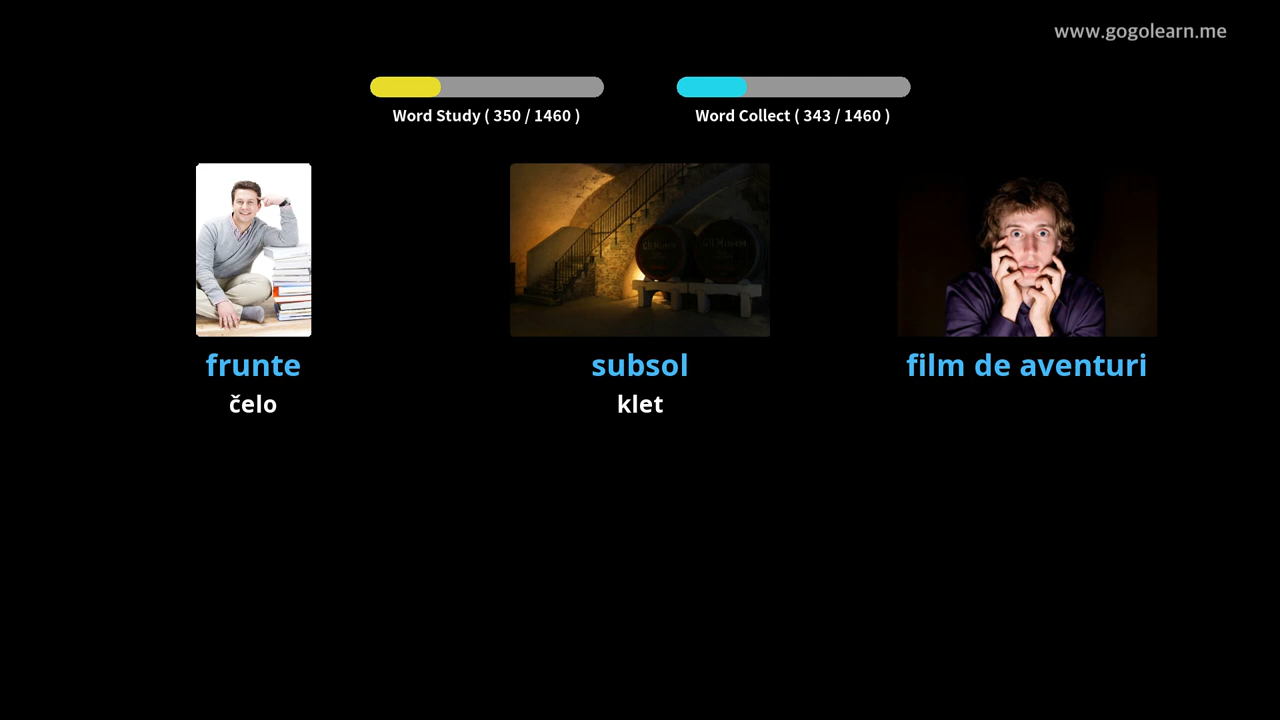 www.gogolearn.me
Word Study ( 350 / 1460 )
Word Collect ( 343 / 1460 )
frunte
subsol
film de aventuri
čelo
klet